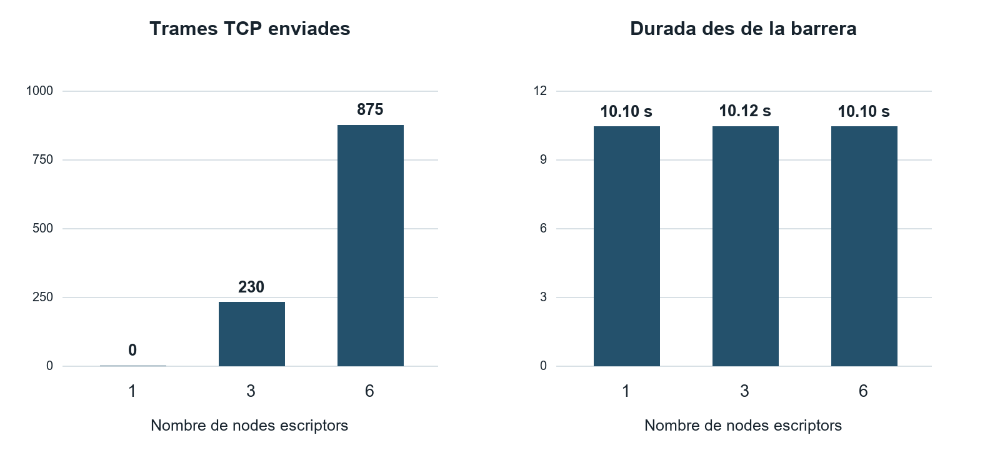 Trames TCP enviades
1000
750
500
250
0
0
230
875
1
3
6
Nombre de nodes escriptors
Durada des de la barrera
12
9
6
3
0
10.10 s
10.12 s
10.10 s
1
3
6
Nombre de nodes escriptors